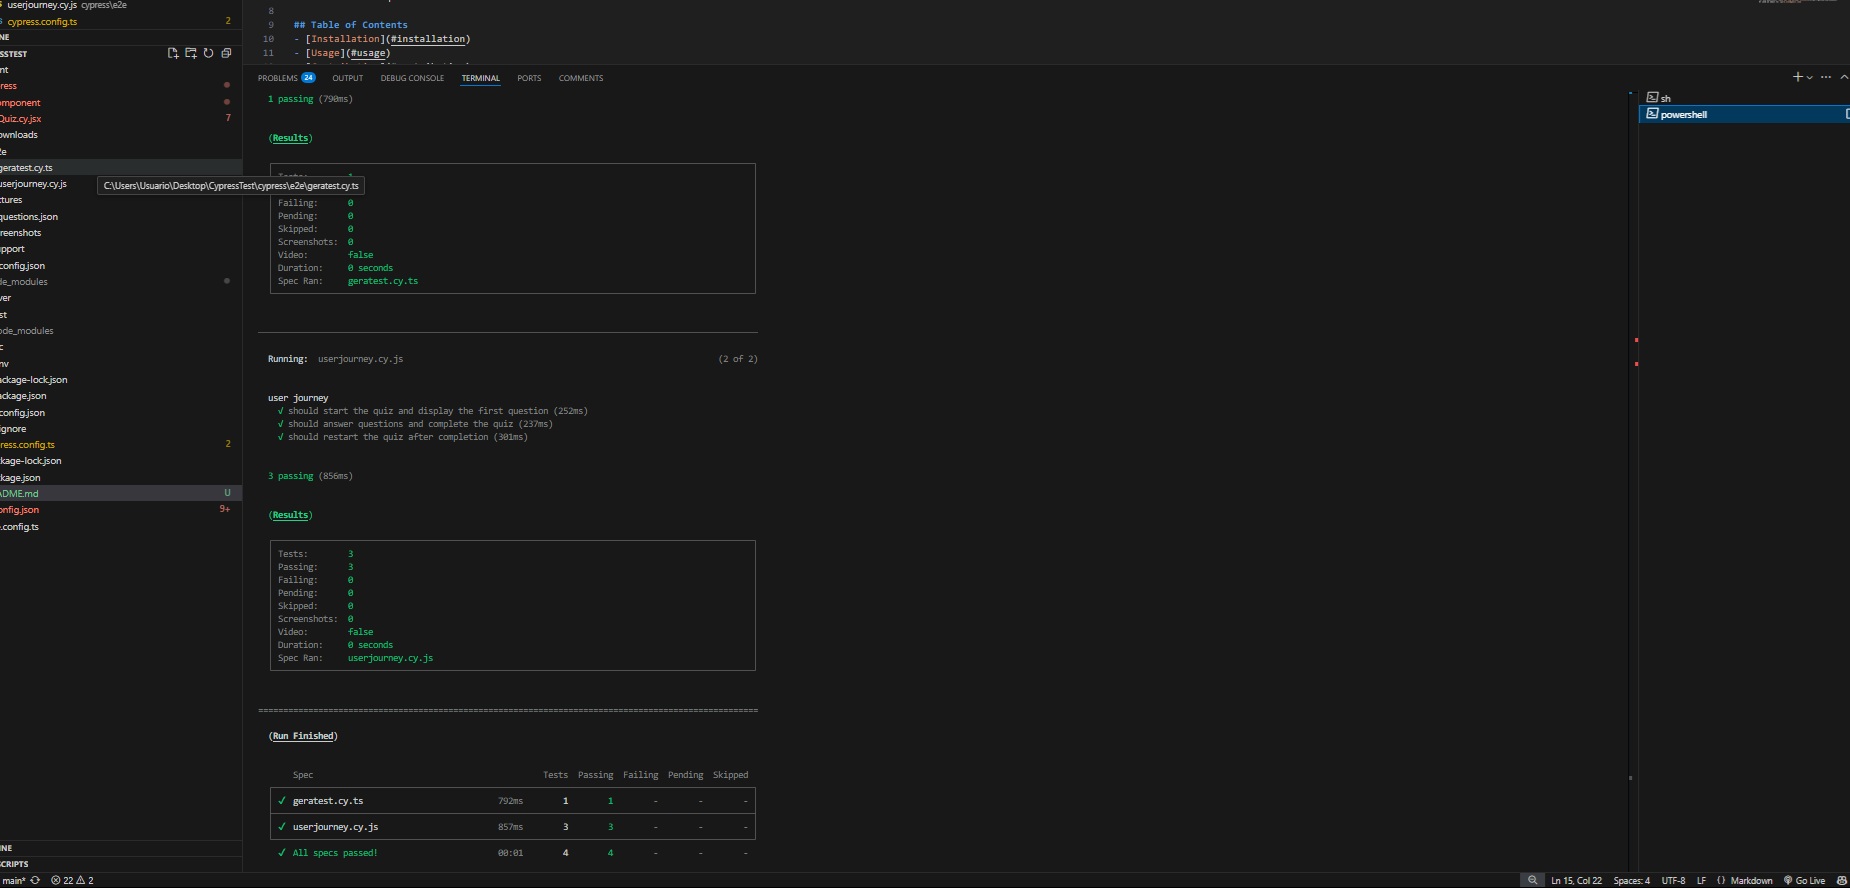 userjourney.cy.js cypress\e2e
cypress.config.ts 2
NE
SSTEST
nt
ress
mponent
Quiz.cy.jsx 7
ownloads
2e
geratest.cy.ts
userjourney.cy.js
tures
questions.json
reenshots
pport
config.json
de_modules
ver
st
ode_modules
c
nv
ackage-lock.json
ackage.json
config.json
ignore
ress.config.ts 2
kage-lock.json
kage.json
ADME.md U
onfig.json 9+
.config.ts
NE
SCRIPTS
C:\Users\Usuario\Desktop\CypressTest\cypress\e2e\geratest.cy.ts
8
9 ## Table of Contents
10 - [Installation](#installation)
11 - [Usage](#usage)
PROBLEMS 24 OUTPUT DEBUG CONSOLE TERMINAL PORTS COMMENTS
1 passing (790ms)
(Results)
Failing: 0
Pending: 0
Skipped: 0
Screenshots: 0
Video: false
Duration: 0 seconds
Spec Ran: geratest.cy.ts
Running: userjourney.cy.js (2 of 2)
user journey
√ should start the quiz and display the first question (252ms)
√ should answer questions and complete the quiz (237ms)
√ should restart the quiz after completion (301ms)
3 passing (856ms)
(Results)
Tests: 3
Passing: 3
Failing: 0
Pending: 0
Skipped: 0
Screenshots: 0
Video: false
Duration: 0 seconds
Spec Ran: userjourney.cy.js
(Run Finished)
Spec Tests Passing Failing Pending Skipped
√ geratest.cy.ts 792ms 1 1 - - -
√ userjourney.cy.js 857ms 3 3 - - -
√ All specs passed! 00:01 4 4 - - -
sh
powershell
main* 22 2 Ln 15, Col 22 Spaces: 4 UTF-8 LF {} Markdown Go Live